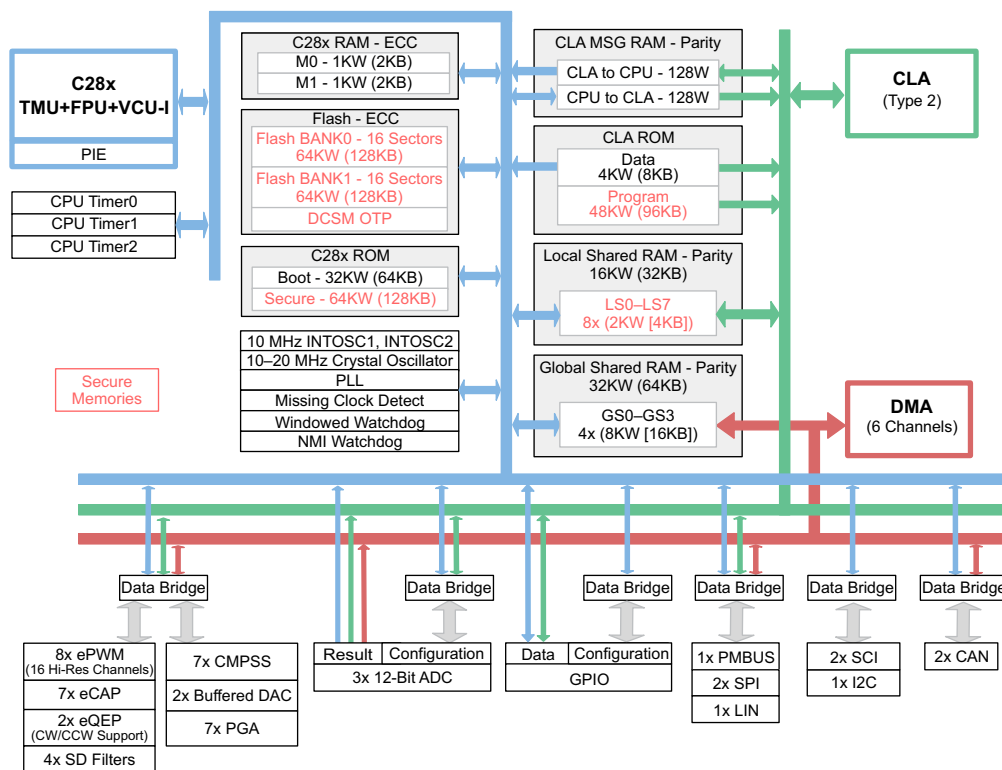 C28x
TMU+FPU+VCU-I
PIE
CPU Timer0
CPU Timer1
CPU Timer2
C28x RAM - ECC
M0 - 1KW (2KB)
M1 - 1KW (2KB)
Flash - ECC
Flash BANK0 - 16 Sectors
64KW (128KB)
Flash BANK1 - 16 Sectors
64KW (128KB)
DCSM OTP
C28x ROM
Boot - 32KW (64KB)
Secure - 64KW (128KB)
10 MHz INTOSC1, INTOSC2
10–20 MHz Crystal Oscillator
PLL
Missing Clock Detect
Windowed Watchdog
NMI Watchdog
Secure
Memories
CLA MSG RAM - Parity
CLA to CPU - 128W
CPU to CLA - 128W
CLA ROM
Data
4KW (8KB)
Program
48KW (96KB)
Local Shared RAM - Parity
16KW (32KB)
LS0–LS7
8x (2KW [4KB])
Global Shared RAM - Parity
32KW (64KB)
GS0–GS3
4x (8KW [16KB])
CLA
(Type 2)
DMA
(6 Channels)
Data Bridge
Data Bridge
Data Bridge
Data Bridge
Data Bridge
Data Bridge
8x ePWM
(16 Hi-Res Channels)
7x eCAP
2x eQEP
(CW/CCW Support)
4x SD Filters
7x CMPSS
2x Buffered DAC
7x PGA
Result
Configuration
3x 12-Bit ADC
Data
Configuration
GPIO
1x PMBUS
2x SPI
1x LIN
2x SCI
1x I2C
2x CAN